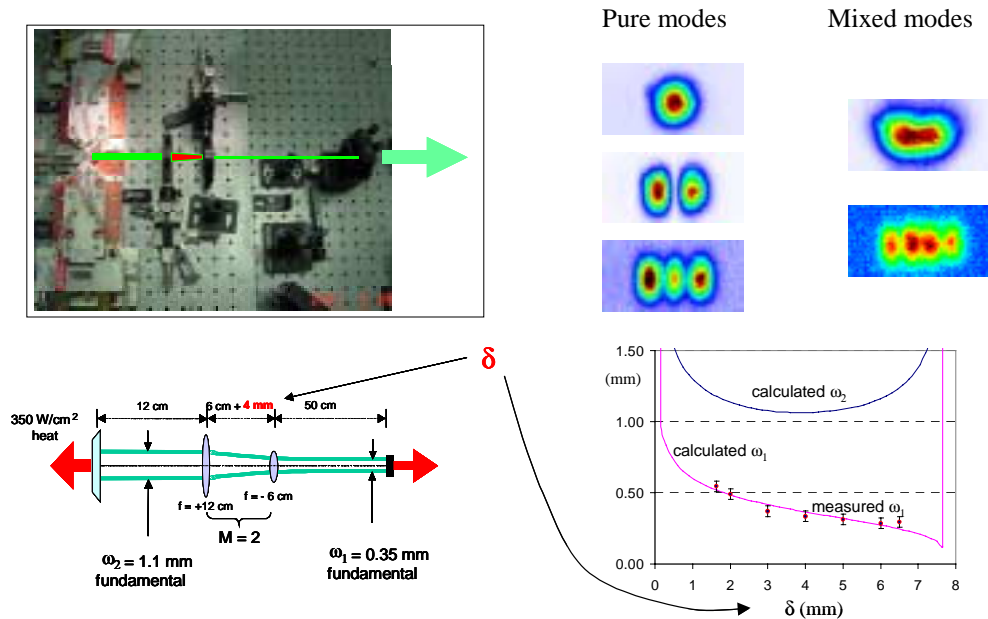 Pure modes
Mixed modes
δ
12 cm
6 cm + 4 mm
50 cm
350 W/cm²
heat
f = +12 cm
f = - 6 cm
M = 2
ω₂ = 1.1 mm
fundamental
ω₁ = 0.35 mm
fundamental
1.50
(mm)
1.00
0.50
0.00
calculated ω₂
calculated ω₁
measured ω₁
0 1 2 3 4 5 6 7 8
δ (mm)